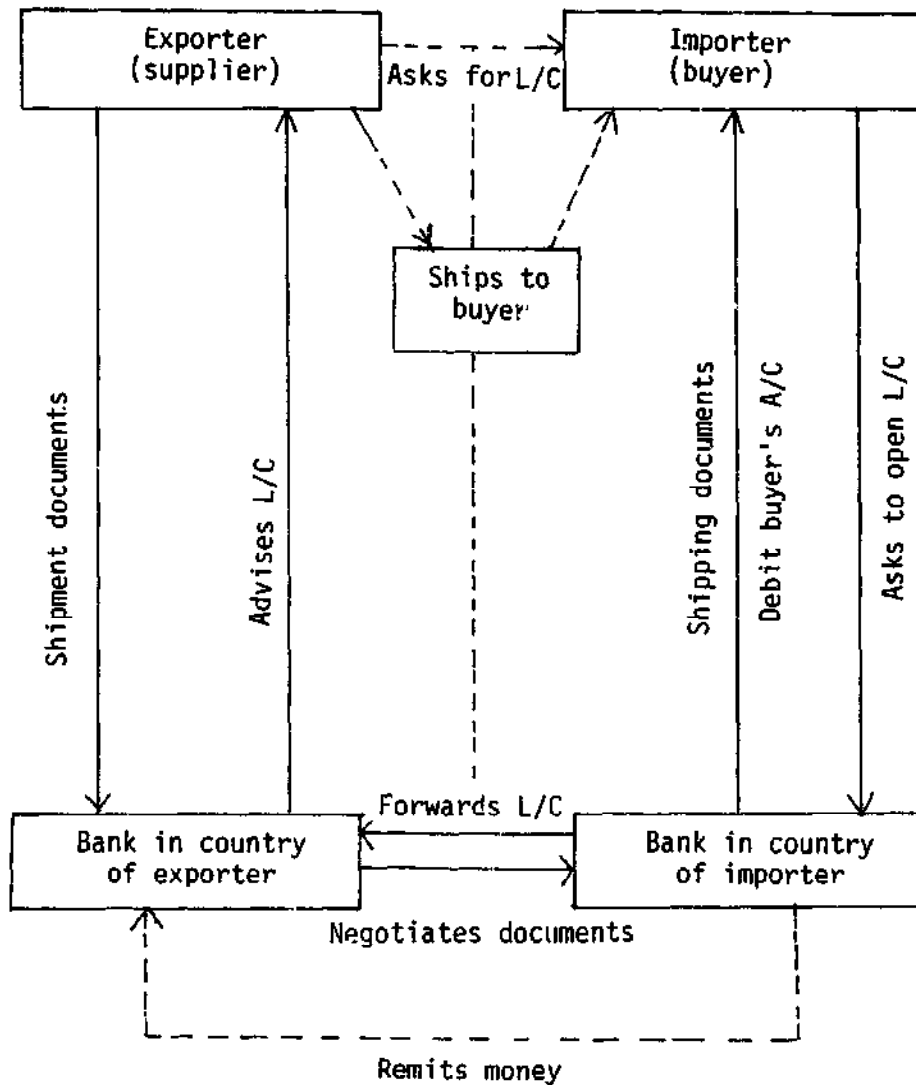 Exporter
(supplier)
Importer
(buyer)
Asks for L/C
Ships to
buyer
Shipment documents
Advises L/C
Shipping documents
Debit buyer's A/C
Asks to open L/C
Forwards L/C
Bank in country
of exporter
Bank in country
of importer
Negotiates documents
Remits money